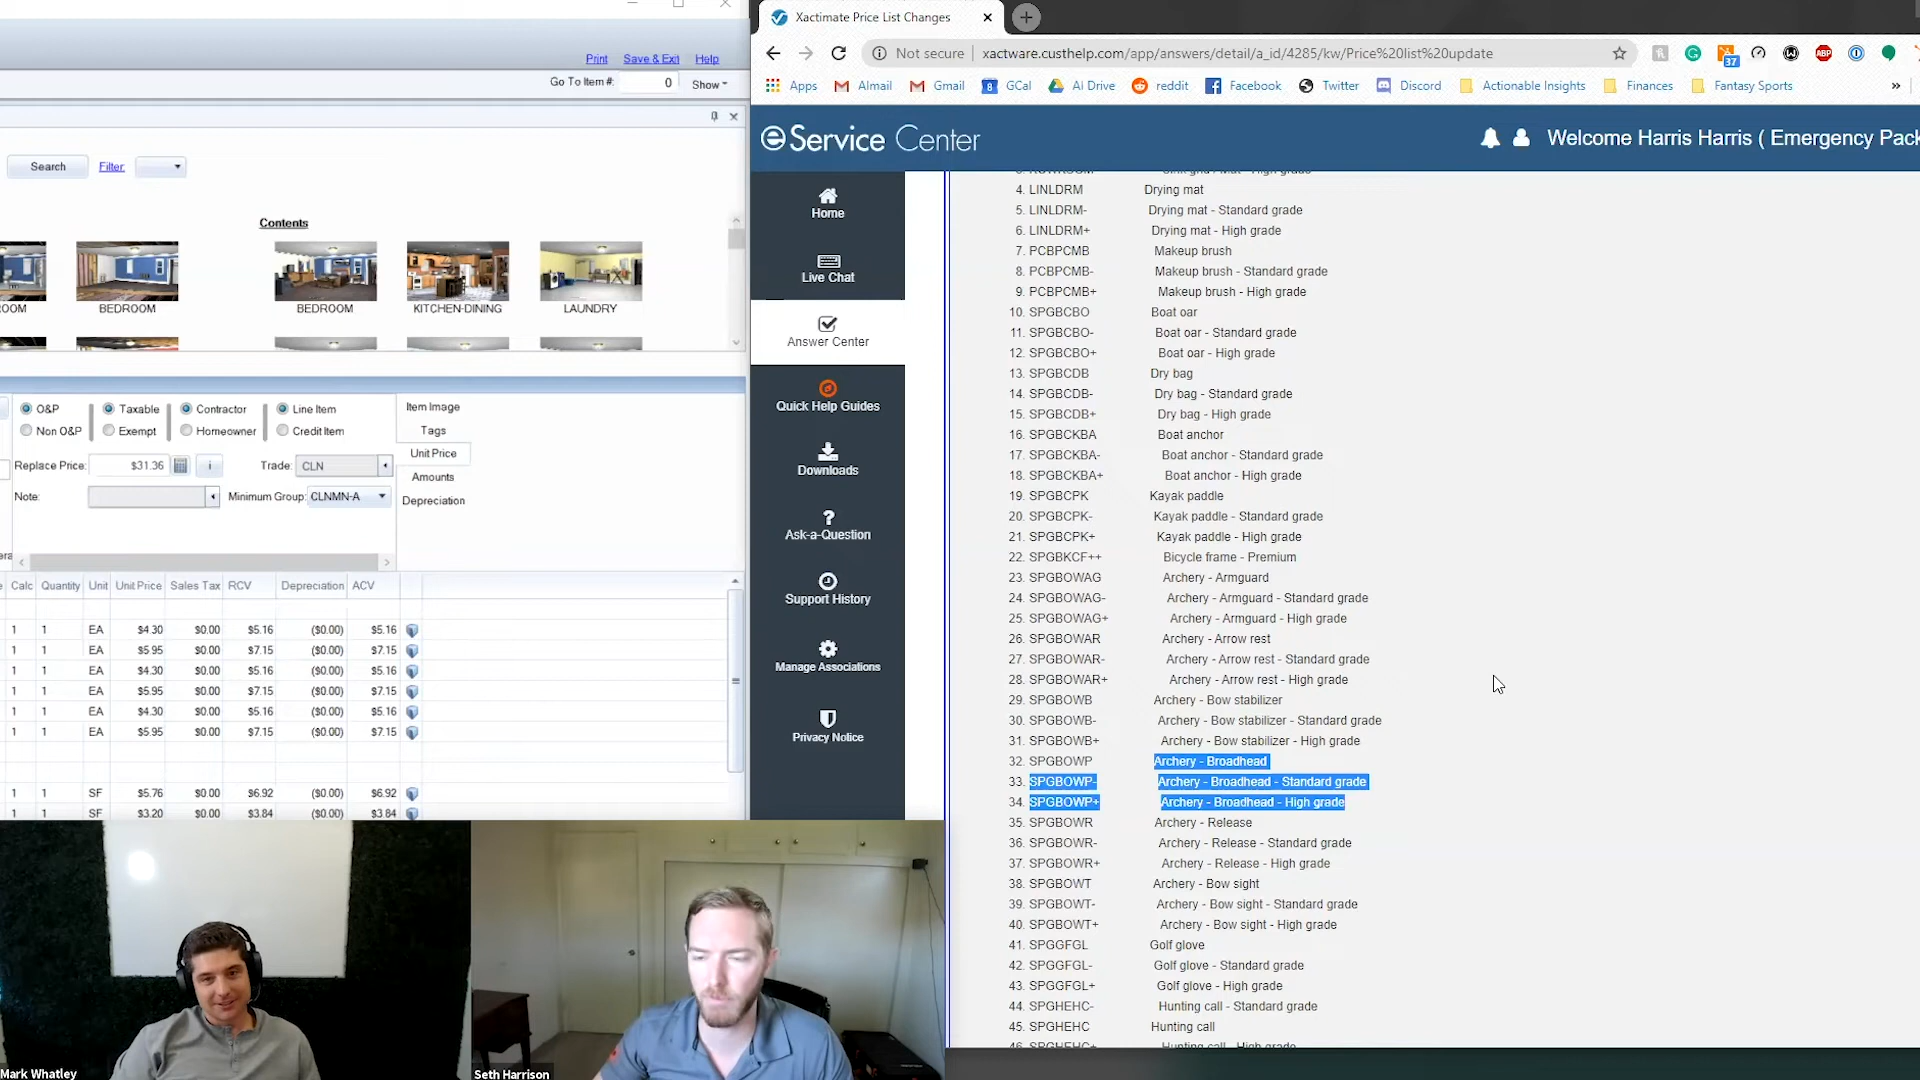 Print Save & Exit Help
Go To Item #: 0 Show
Search Filter:
Contents
OOM BEDROOM BEDROOM KITCHEN-DINING LAUNDRY
O&P Taxable Contractor Line Item
Non O&P Exempt Homeowner Credit Item
Replace Price: $31.36 i Trade: CLN
Note: Minimum Group: CLNMN-A
Item Image
Tags
Unit Price
Amounts
Depreciation
Calc Quantity Unit Unit Price Sales Tax RCV Depreciation ACV
1 1 EA $4.30 $0.00 $5.16 ($0.00) $5.16
1 1 EA $5.95 $0.00 $7.15 ($0.00) $7.15
1 1 EA $4.30 $0.00 $5.16 ($0.00) $5.16
1 1 EA $5.95 $0.00 $7.15 ($0.00) $7.15
1 1 EA $4.30 $0.00 $5.16 ($0.00) $5.16
1 1 EA $5.95 $0.00 $7.15 ($0.00) $7.15
1 1 SF $5.76 $0.00 $6.92 ($0.00) $6.92
1 1 SF $3.20 $0.00 $3.84 ($0.00) $3.84
Mark Whatley
Seth Harrison
Xactimate Price List Changes
Not secure xactware.custhelp.com/app/answers/detail/a_id/4285/kw/Price%20list%20update
37 ABP
Apps AImail Gmail 8 GCal AI Drive reddit Facebook Twitter Discord Actionable Insights Finances Fantasy Sports »
eService Center
Welcome Harris Harris ( Emergency Pack
Home
Live Chat
Answer Center
Quick Help Guides
Downloads
Ask-a-Question
Support History
Manage Associations
Privacy Notice
4. LINLDRM Drying mat
5. LINLDRM- Drying mat - Standard grade
6. LINLDRM+ Drying mat - High grade
7. PCBPCMB Makeup brush
8. PCBPCMB- Makeup brush - Standard grade
9. PCBPCMB+ Makeup brush - High grade
10. SPGBCBO Boat oar
11. SPGBCBO- Boat oar - Standard grade
12. SPGBCBO+ Boat oar - High grade
13. SPGBCDB Dry bag
14. SPGBCDB- Dry bag - Standard grade
15. SPGBCDB+ Dry bag - High grade
16. SPGBCKBA Boat anchor
17. SPGBCKBA- Boat anchor - Standard grade
18. SPGBCKBA+ Boat anchor - High grade
19. SPGBCPK Kayak paddle
20. SPGBCPK- Kayak paddle - Standard grade
21. SPGBCPK+ Kayak paddle - High grade
22. SPGBKCF++ Bicycle frame - Premium
23. SPGBOWAG Archery - Armguard
24. SPGBOWAG- Archery - Armguard - Standard grade
25. SPGBOWAG+ Archery - Armguard - High grade
26. SPGBOWAR Archery - Arrow rest
27. SPGBOWAR- Archery - Arrow rest - Standard grade
28. SPGBOWAR+ Archery - Arrow rest - High grade
29. SPGBOWB Archery - Bow stabilizer
30. SPGBOWB- Archery - Bow stabilizer - Standard grade
31. SPGBOWB+ Archery - Bow stabilizer - High grade
32. SPGBOWP Archery - Broadhead
33. SPGBOWP- Archery - Broadhead - Standard grade
34. SPGBOWP+ Archery - Broadhead - High grade
35. SPGBOWR Archery - Release
36. SPGBOWR- Archery - Release - Standard grade
37. SPGBOWR+ Archery - Release - High grade
38. SPGBOWT Archery - Bow sight
39. SPGBOWT- Archery - Bow sight - Standard grade
40. SPGBOWT+ Archery - Bow sight - High grade
41. SPGGFGL Golf glove
42. SPGGFGL- Golf glove - Standard grade
43. SPGGFGL+ Golf glove - High grade
44. SPGHEHC- Hunting call - Standard grade
45. SPGHEHC Hunting call
46. SPGHEHC+ Hunting call - High grade